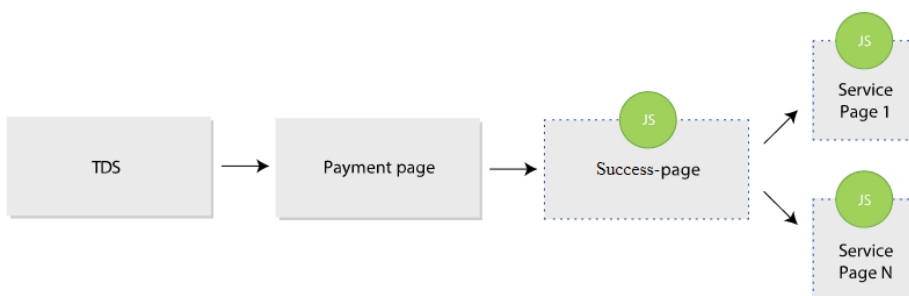 TDS
Payment page
JS
Success-page
JS
Service
Page 1
JS
Service
Page N